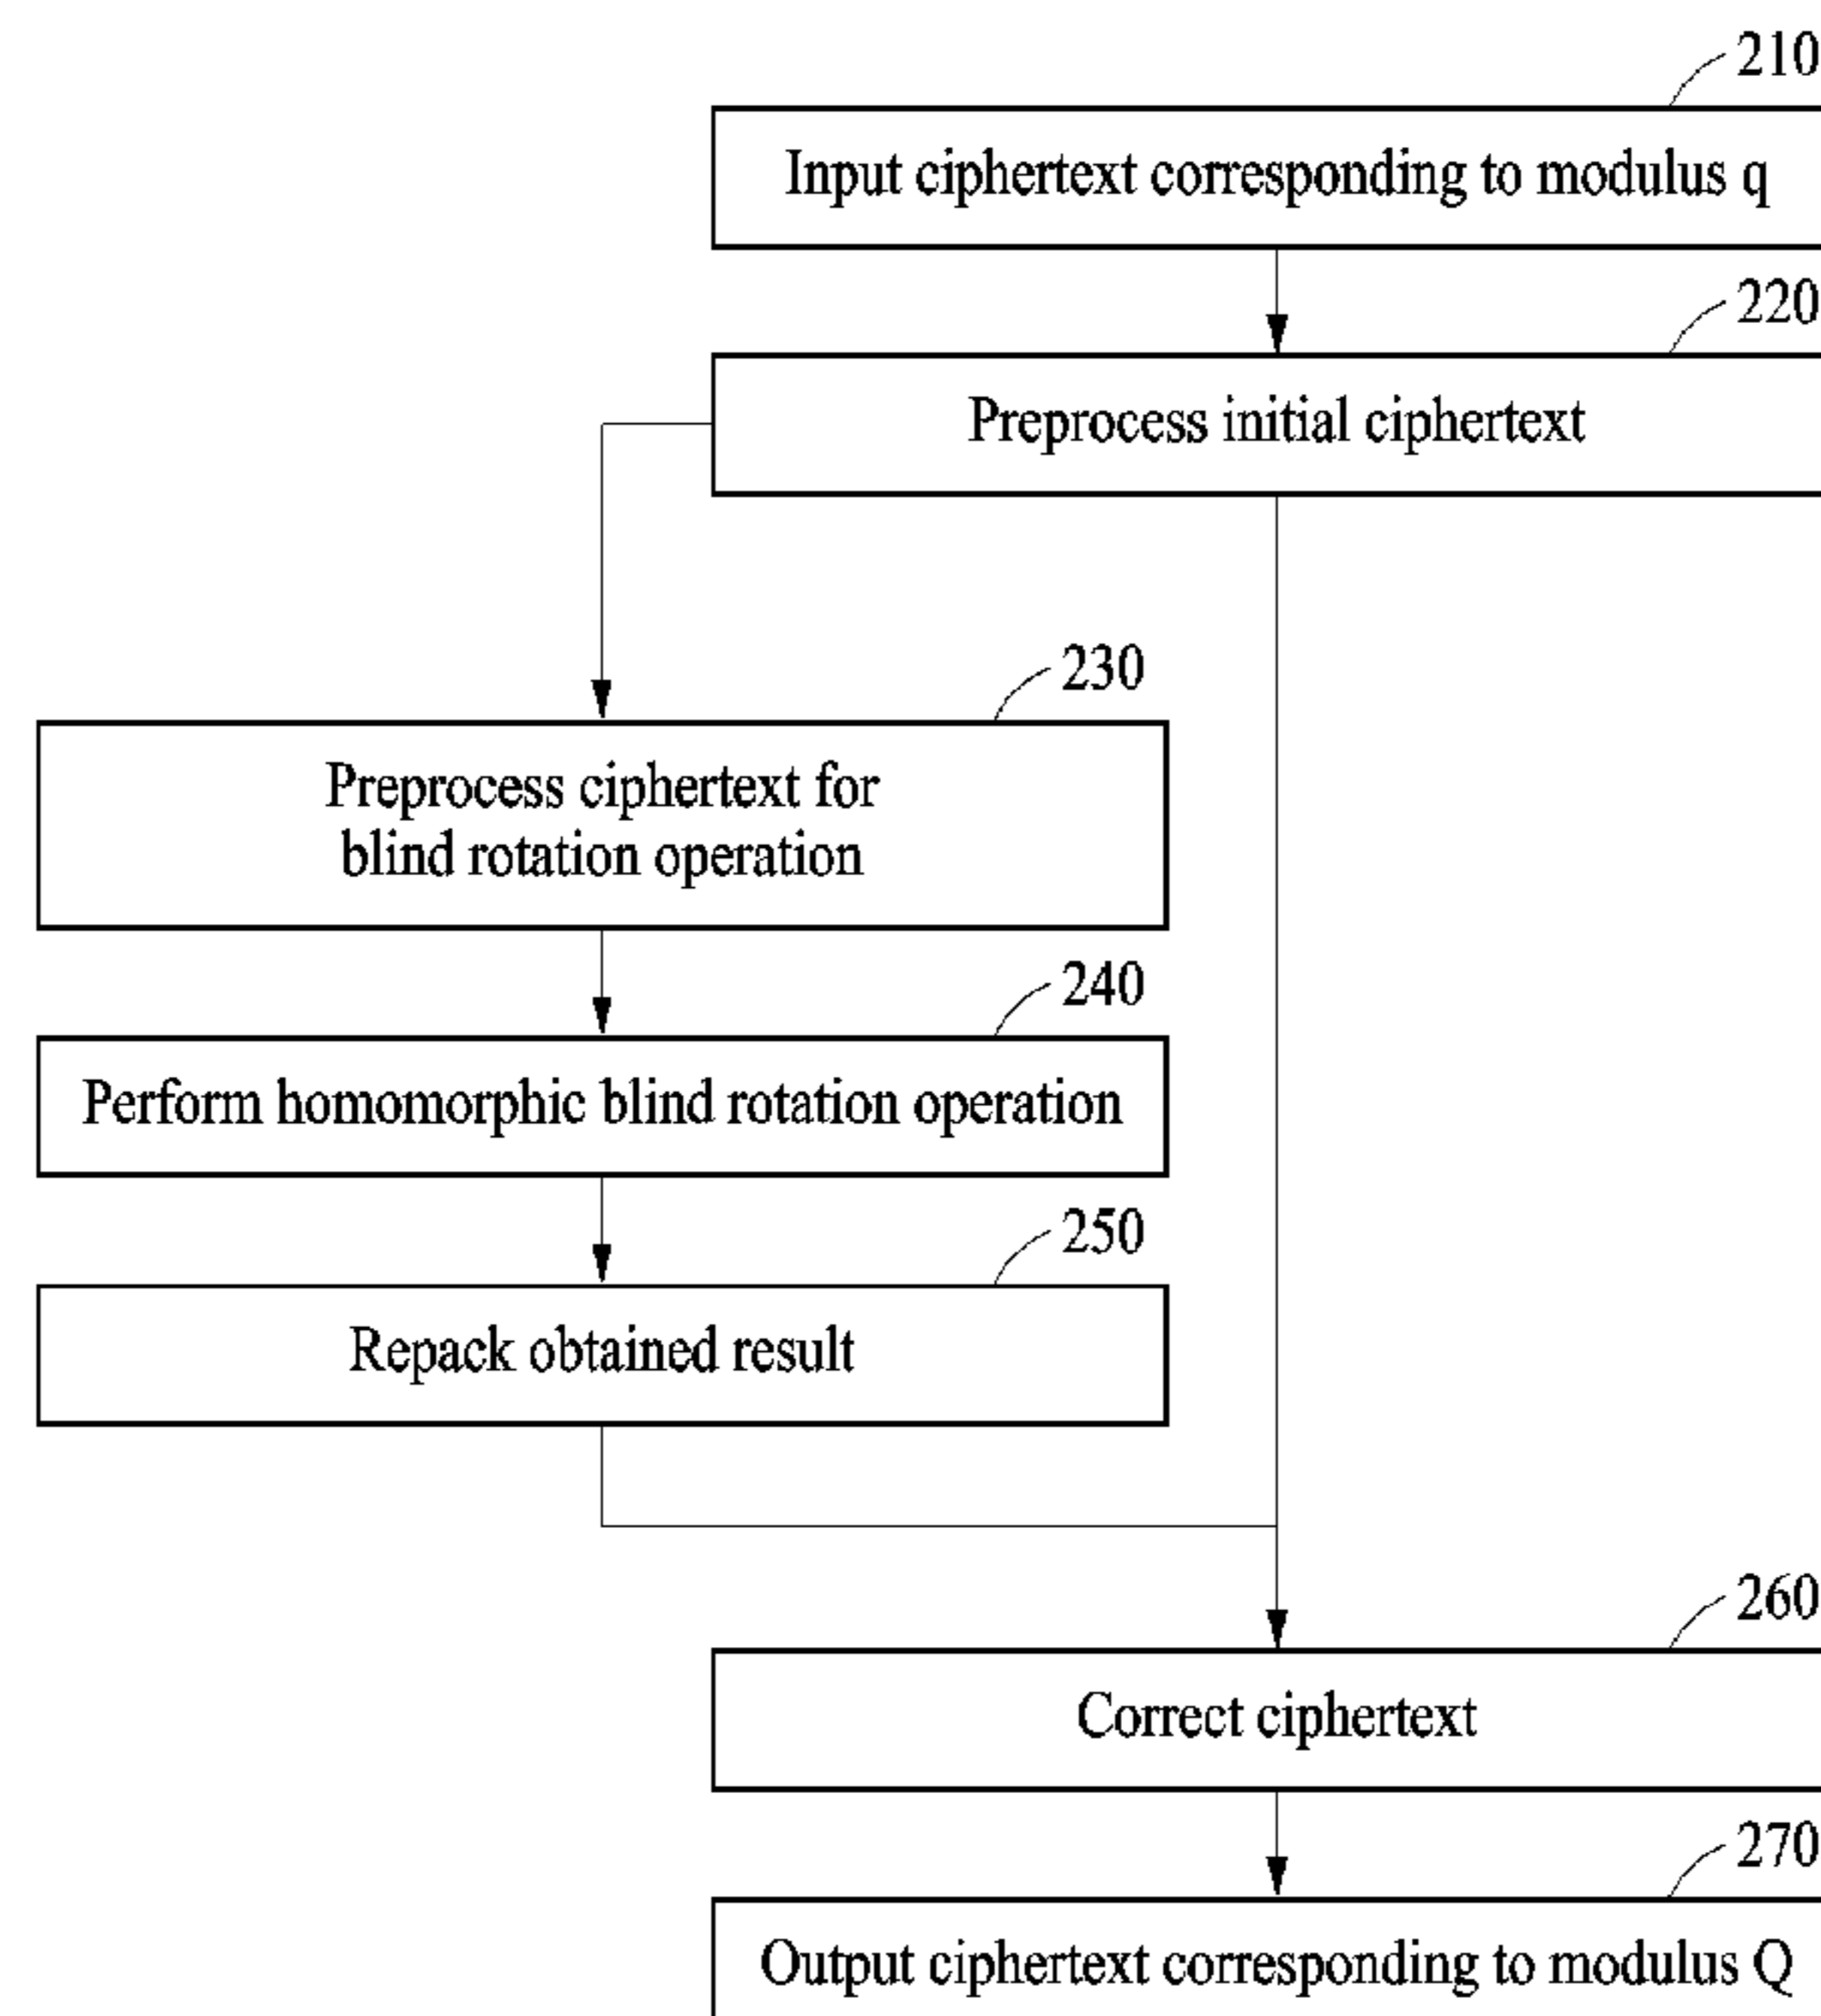 210
Input ciphertext corresponding to modulus q
220
Preprocess initial ciphertext
230
Preprocess ciphertext for
blind rotation operation
240
Perform homomorphic blind rotation operation
250
Repack obtained result
260
Correct ciphertext
270
Output ciphertext corresponding to modulus Q